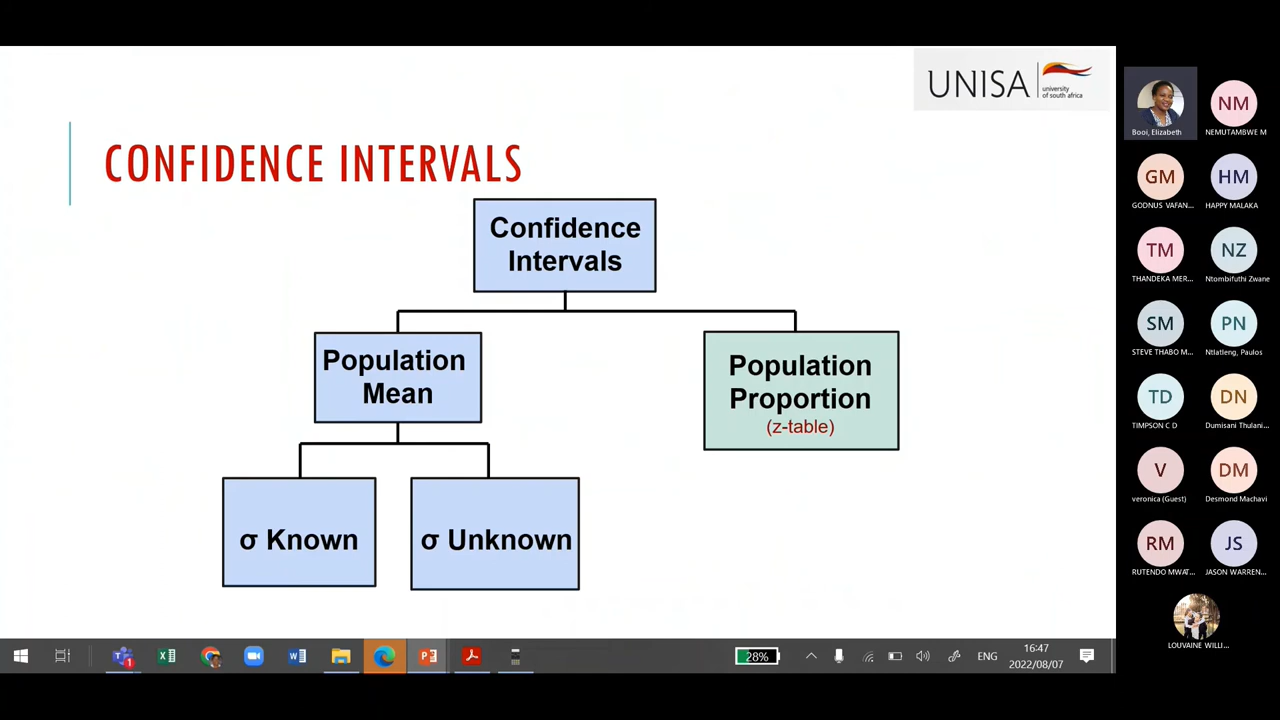 UNISA
university
of south africa
CONFIDENCE INTERVALS
Confidence
Intervals
Population
Mean
Population
Proportion
(z-table)
σ Known
σ Unknown
Booi, Elizabeth
NM
NEMUTAMBWE M
GM
GODNUS VAFAN...
HM
HAPPY MALAKA
TM
THANDEKA MER...
NZ
Ntombifuthi Zwane
SM
STEVE THABO M...
PN
Ntlatleng, Paulos
TD
TIMPSON C D
DN
Dumisani Thulani...
V
veronica (Guest)
DM
Desmond Machavi
RM
RUTENDO MWAT...
JS
JASON WARREN...
LOUVAINE WILLI...
1
28%
ENG
16:47
2022/08/07